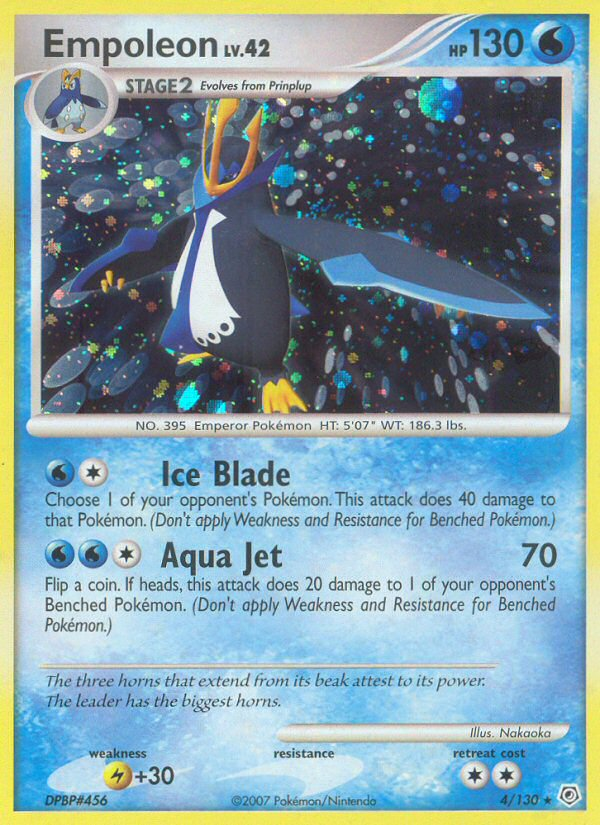 Empoleon LV.42
HP 130
STAGE2 Evolves from Prinplup
NO. 395 Emperor Pokémon HT: 5'07" WT: 186.3 lbs.
Ice Blade
Choose 1 of your opponent's Pokémon. This attack does 40 damage to
that Pokémon. (Don't apply Weakness and Resistance for Benched Pokémon.)
Aqua Jet 70
Flip a coin. If heads, this attack does 20 damage to 1 of your opponent's
Benched Pokémon. (Don't apply Weakness and Resistance for Benched
Pokémon.)
The three horns that extend from its beak attest to its power.
The leader has the biggest horns.
Illus. Nakaoka
weakness resistance retreat cost
+30
DPBP#456 ©2007 Pokémon/Nintendo 4/130 ★